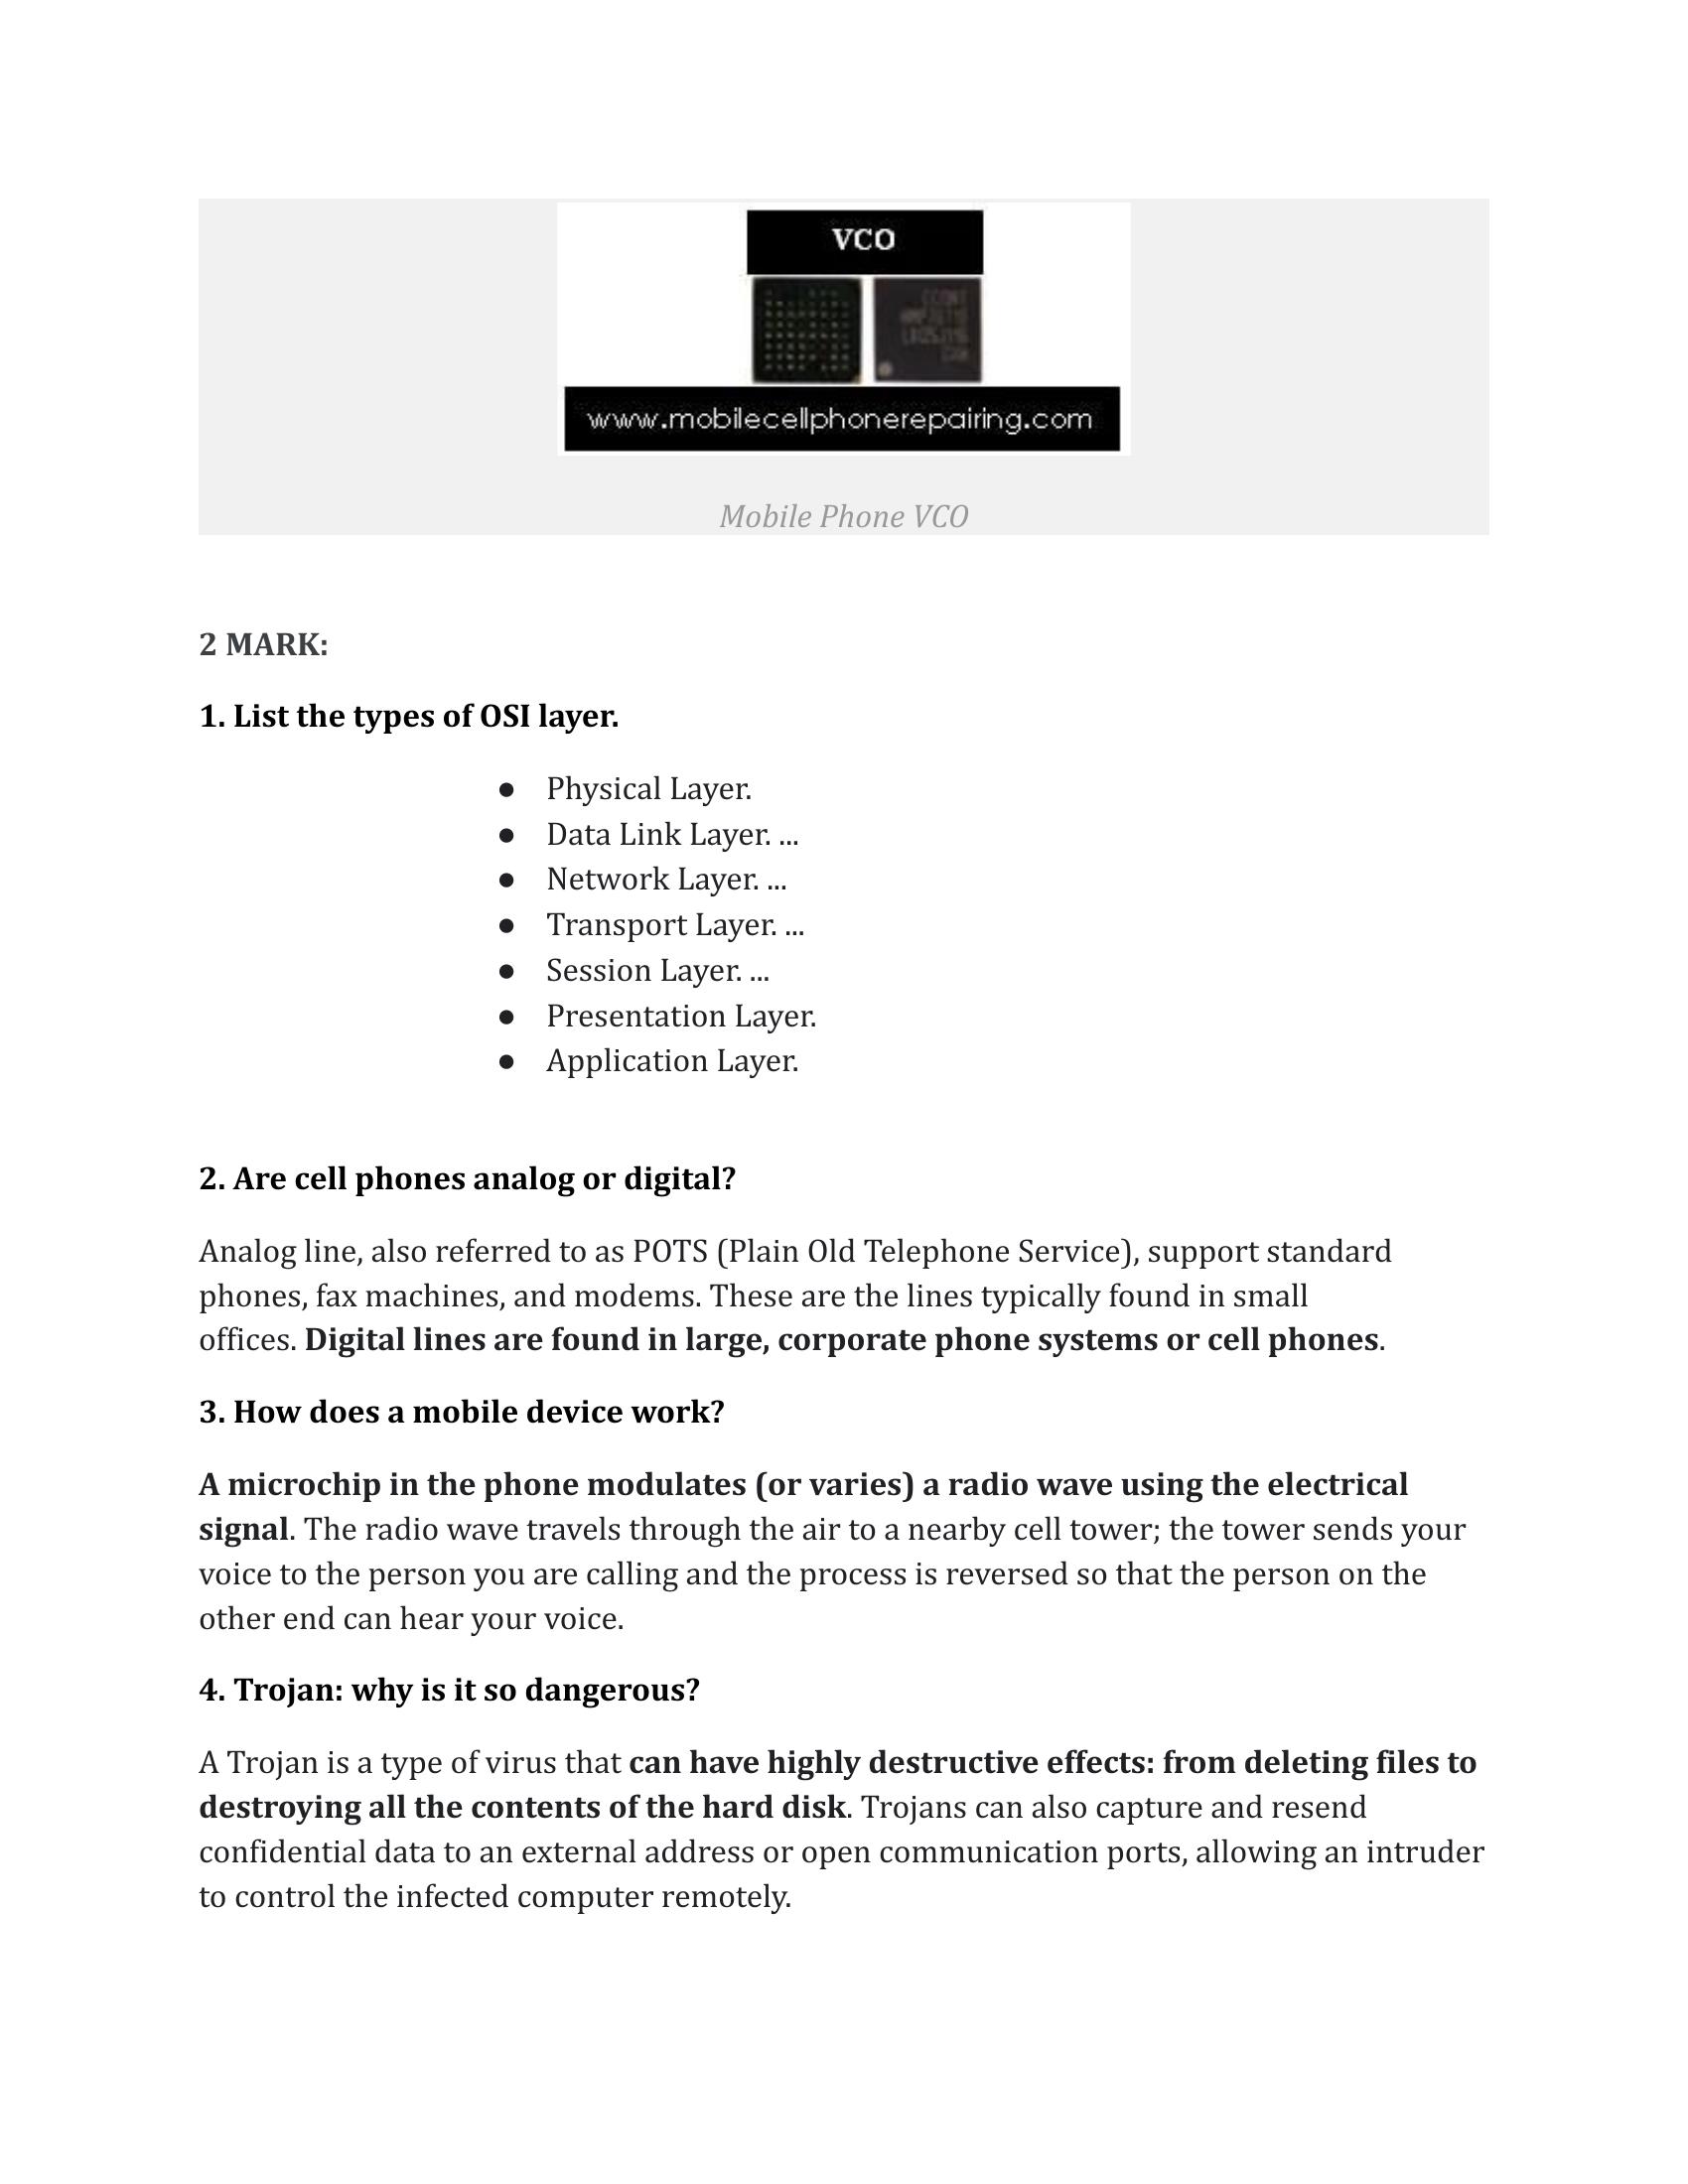 VCO
www.mobilecellphonerepairing.com
Mobile Phone VCO
2 MARK:
1. List the types of OSI layer.
● Physical Layer.
● Data Link Layer. ...
● Network Layer. ...
● Transport Layer. ...
● Session Layer. ...
● Presentation Layer.
● Application Layer.
2. Are cell phones analog or digital?
Analog line, also referred to as POTS (Plain Old Telephone Service), support standard
phones, fax machines, and modems. These are the lines typically found in small
offices. Digital lines are found in large, corporate phone systems or cell phones.
3. How does a mobile device work?
A microchip in the phone modulates (or varies) a radio wave using the electrical
signal. The radio wave travels through the air to a nearby cell tower; the tower sends your
voice to the person you are calling and the process is reversed so that the person on the
other end can hear your voice.
4. Trojan: why is it so dangerous?
A Trojan is a type of virus that can have highly destructive effects: from deleting files to
destroying all the contents of the hard disk. Trojans can also capture and resend
confidential data to an external address or open communication ports, allowing an intruder
to control the infected computer remotely.